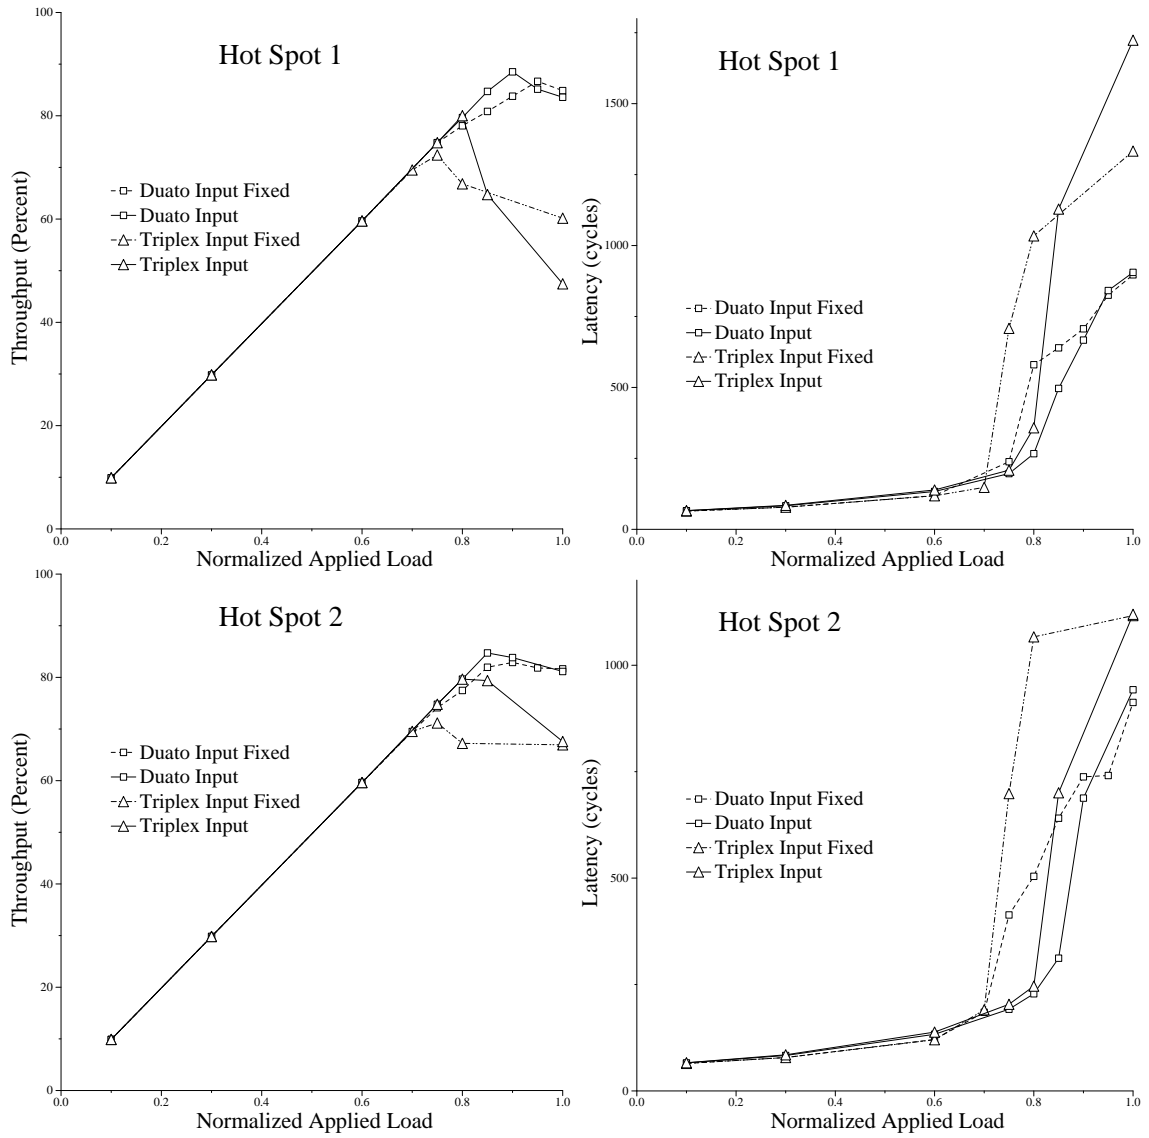 Hot Spot 1
Throughput (Percent)
100
80
60
40
20
0
Duato Input Fixed
Duato Input
Triplex Input Fixed
Triplex Input
0.0 0.2 0.4 0.6 0.8 1.0
Normalized Applied Load
Hot Spot 1
Latency (cycles)
1500
1000
500
0
Duato Input Fixed
Duato Input
Triplex Input Fixed
Triplex Input
0.0 0.2 0.4 0.6 0.8 1.0
Normalized Applied Load
Hot Spot 2
Throughput (Percent)
100
80
60
40
20
0
Duato Input Fixed
Duato Input
Triplex Input Fixed
Triplex Input
0.0 0.2 0.4 0.6 0.8 1.0
Normalized Applied Load
Hot Spot 2
Latency (cycles)
1000
500
0
Duato Input Fixed
Duato Input
Triplex Input Fixed
Triplex Input
0.0 0.2 0.4 0.6 0.8 1.0
Normalized Applied Load